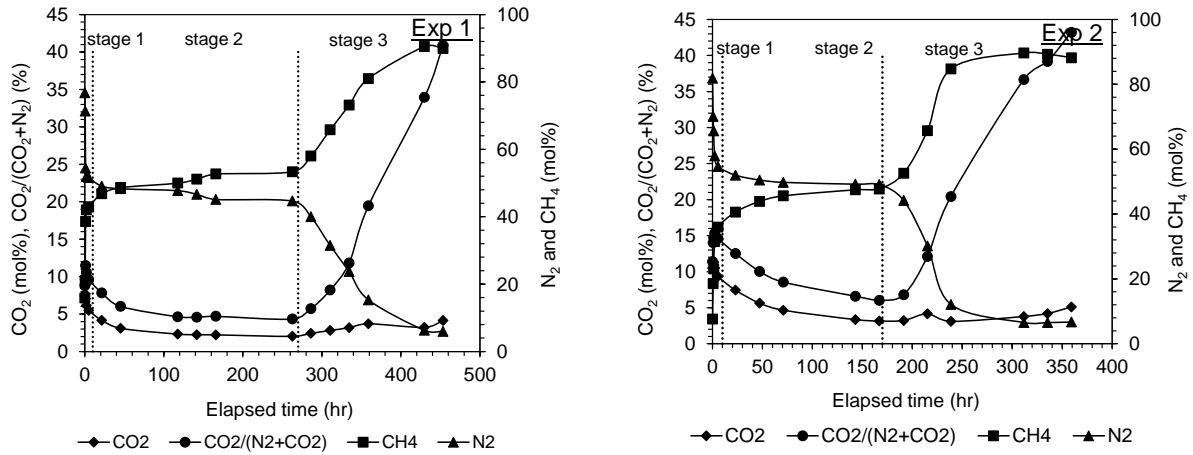 Exp 1
stage 1
stage 2
stage 3
CO2 (mol%), CO2/(CO2+N2) (%)
45
40
35
30
25
20
15
10
5
0
100
80
60
40
20
0
N2 and CH4 (mol%)
0
100
200
300
400
500
Elapsed time (hr)
CO2
CO2/(N2+CO2)
CH4
N2
Exp 2
stage 1
stage 2
stage 3
CO2 (mol%), CO2/(CO2+N2) (%)
45
40
35
30
25
20
15
10
5
0
100
80
60
40
20
0
N2 and CH4 (mol%)
0
50
100
150
200
250
300
350
400
Elapsed time (hr)
CO2
CO2/(N2+CO2)
CH4
N2